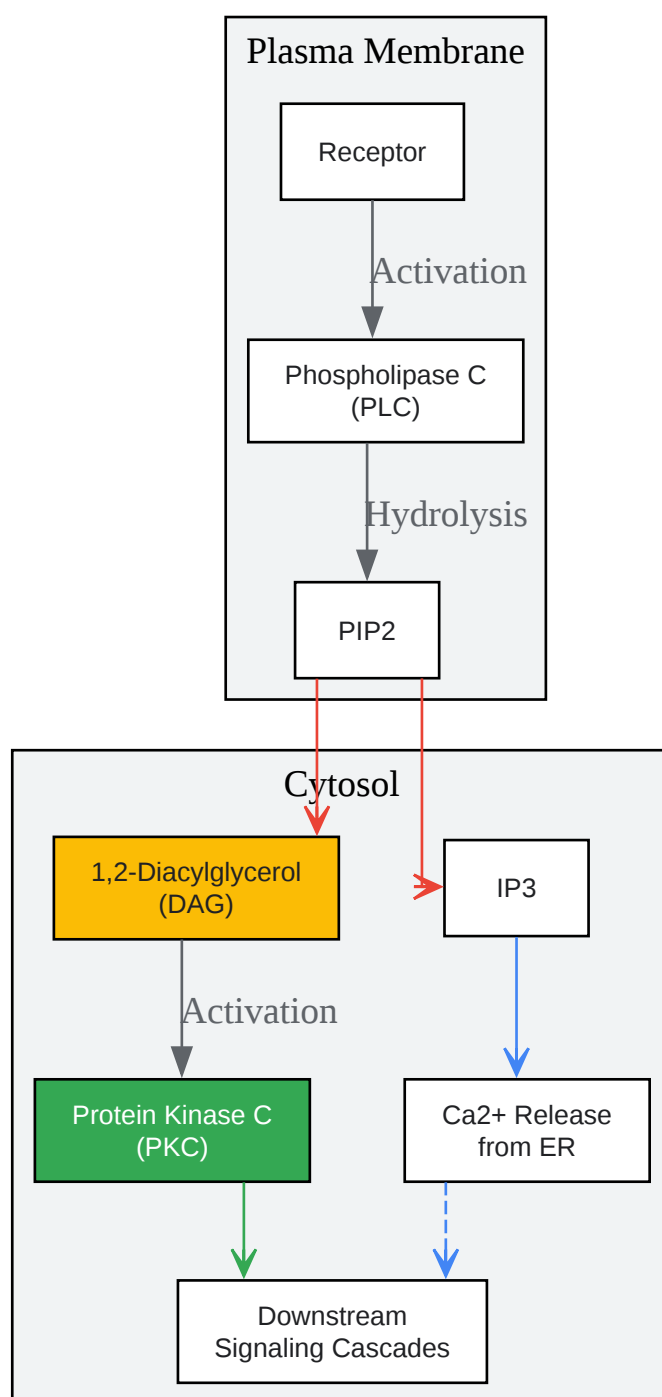 Plasma Membrane
Receptor
Activation
Phospholipase C
(PLC)
Hydrolysis
PIP2
Cytosol
1,2-Diacylglycerol
(DAG)
IP3
Activation
Protein Kinase C
(PKC)
Ca2+ Release
from ER
Downstream
Signaling Cascades